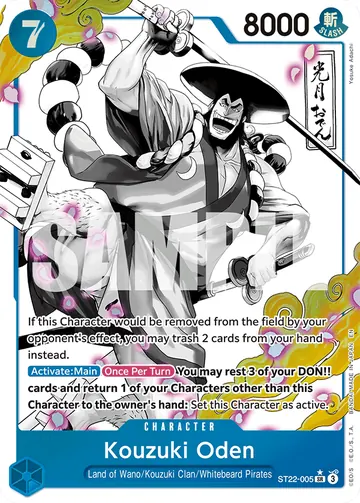 7
8000
斬
SLASH
Yusuke Adachi
光月おでん
SAMPLE
If this Character would be removed from the field by your
opponent's effect, you may trash 2 cards from your hand
instead.
Activate:Main Once Per Turn You may rest 3 of your DON!!
cards and return 1 of your Characters other than this
Character to the owner's hand: Set this Character as active.
CHARACTER
Kouzuki Oden
Land of Wano/Kouzuki Clan/Whitebeard Pirates
ST22-005 SR 3